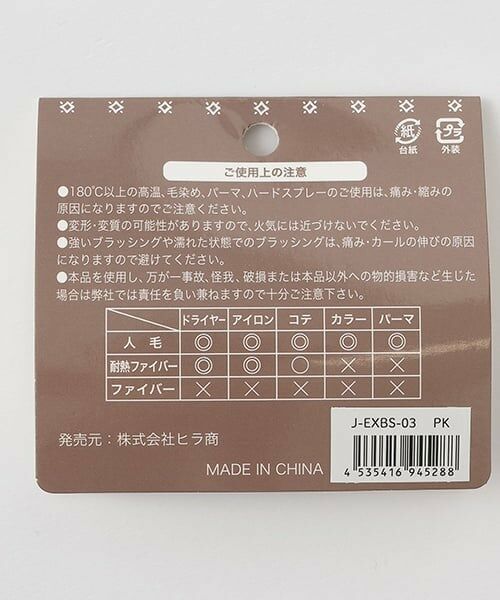 紙
台紙
プラ
外装
ご使用上の注意
●180℃以上の高温、毛染め、パーマ、ハードスプレーのご使用は、痛み・縮みの
原因になりますのでご注意ください。
●変形・変質の可能性がありますので、火気には近づけないでください。
●強いブラッシングや濡れた状態でのブラッシングは、痛み・カールの伸びの原因
になりますので避けてください。
●本品を使用し、万が一事故、怪我、破損または本品以外への物的損害など生じた
場合は弊社では責任を負い兼ねますので十分ご注意下さい。
ドライヤー アイロン コテ カラー パーマ
人毛 ◎ ◎ ◎ ◎ ◎
耐熱ファイバー ◎ ◎ ○ × ×
ファイバー × × × × ×
J-EXBS-03 PK
発売元：株式会社ヒラ商
4 535416 945288
MADE IN CHINA